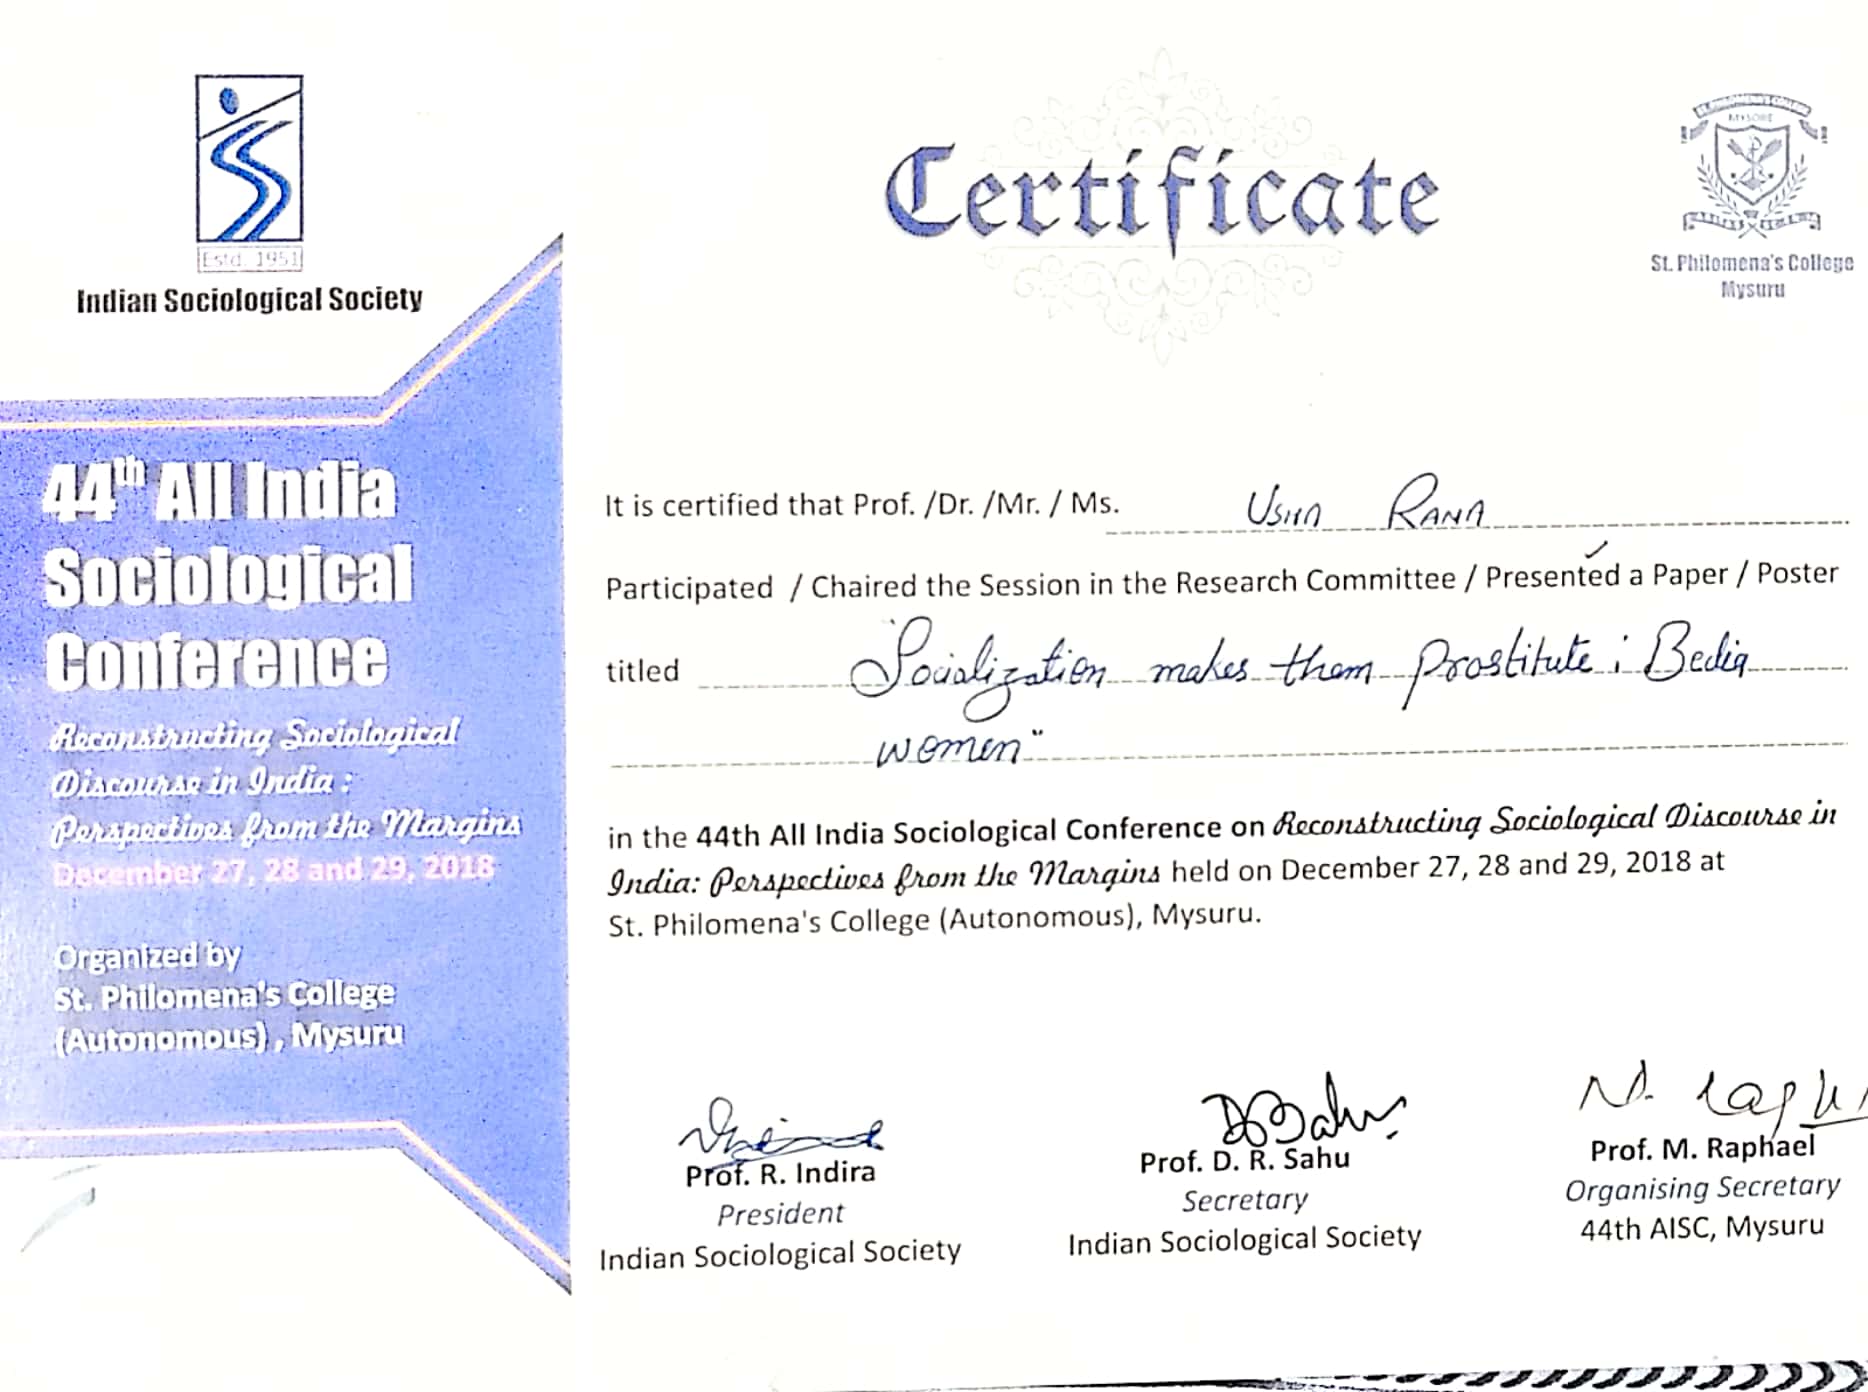 Estd. 1951
Indian Sociological Society
44th All India
Sociological
Conference
Reconstructing Sociological
Discourse in India :
Perspectives from the Margins
December 27, 28 and 29, 2018
Organized by
St. Philomena's College
(Autonomous) , Mysuru
Certificate
ST. PHILOMENA'S COLLEGE
MYSORE
St. Philomena's College
Mysuru
It is certified that Prof. /Dr. /Mr. / Ms. USHA RANA
Participated / Chaired the Session in the Research Committee / Presented a Paper / Poster
titled "Socialization makes them prostitute : Bedia
women"
in the 44th All India Sociological Conference on Reconstructing Sociological Discourse in
India: Perspectives from the Margins held on December 27, 28 and 29, 2018 at
St. Philomena's College (Autonomous), Mysuru.
Prof. R. Indira
President
Indian Sociological Society
Prof. D. R. Sahu
Secretary
Indian Sociological Society
Prof. M. Raphael
Organising Secretary
44th AISC, Mysuru